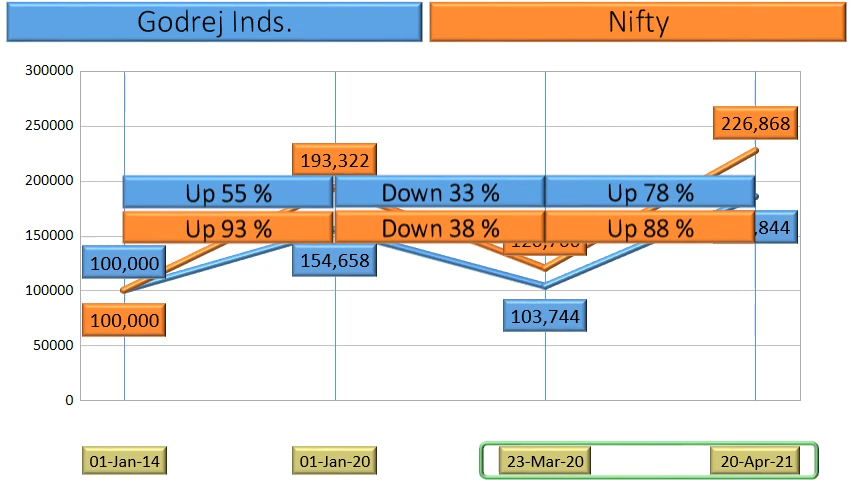 Godrej Inds.
Nifty
300000
250000
226,868
193,322
200000
Up 55 %
Down 33 %
Up 78 %
Up 93 %
Down 38 %
Up 88 %
150000
,844
100,000
154,658
100000
100,000
103,744
50000
0
01-Jan-14
01-Jan-20
23-Mar-20
20-Apr-21